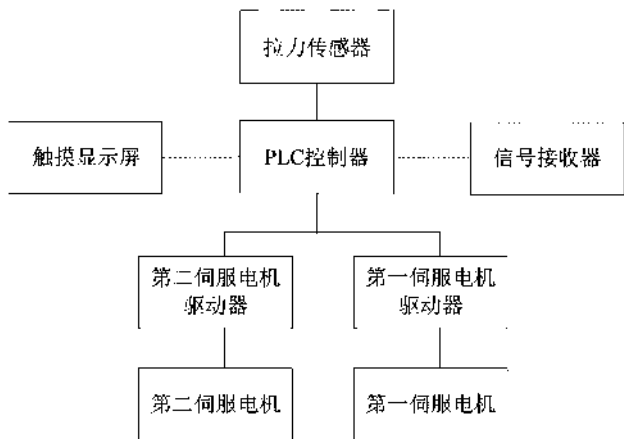 拉力传感器
触摸显示屏
PLC控制器
信号接收器
第二伺服电机
驱动器
第一伺服电机
驱动器
第二伺服电机
第一伺服电机